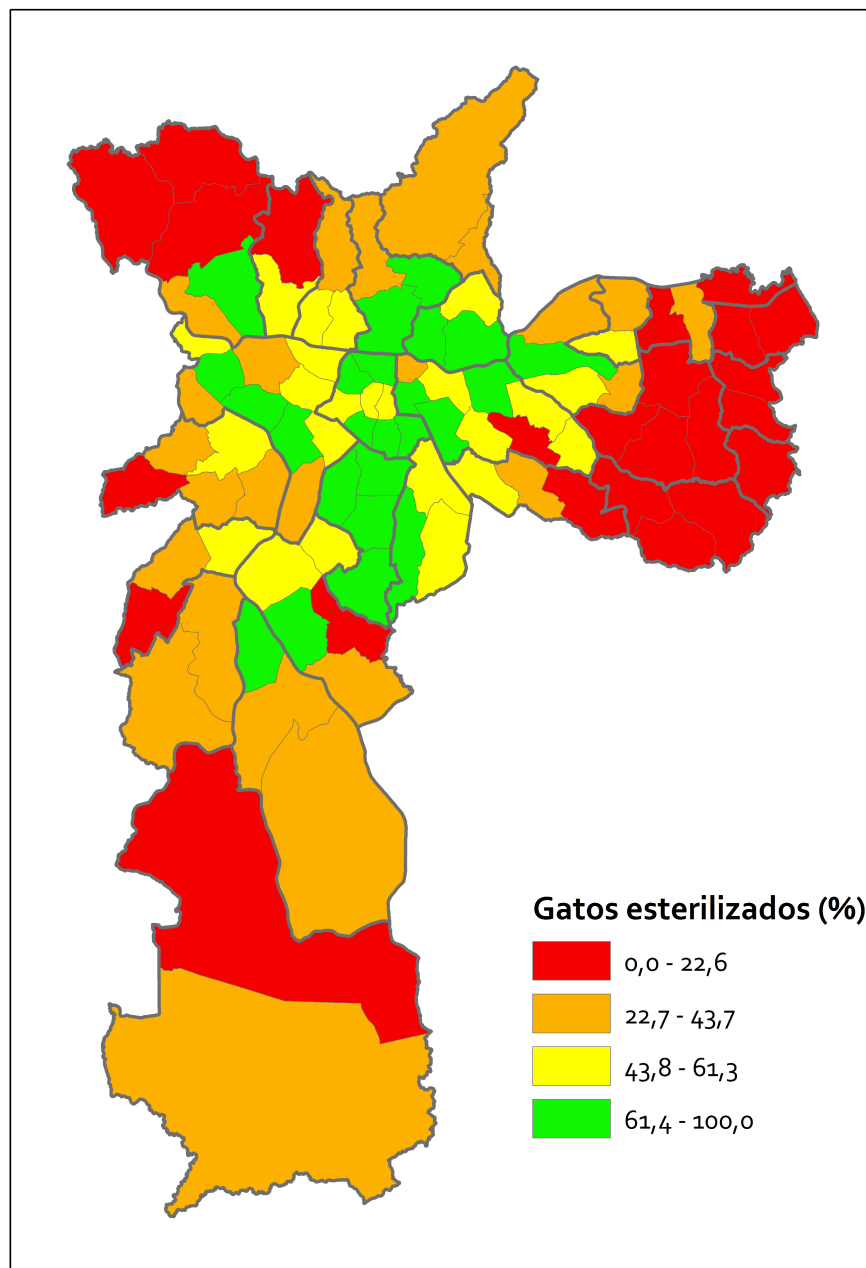 Gatos esterilizados (%)
0,0 - 22,6
22,7 - 43,7
43,8 - 61,3
61,4 - 100,0